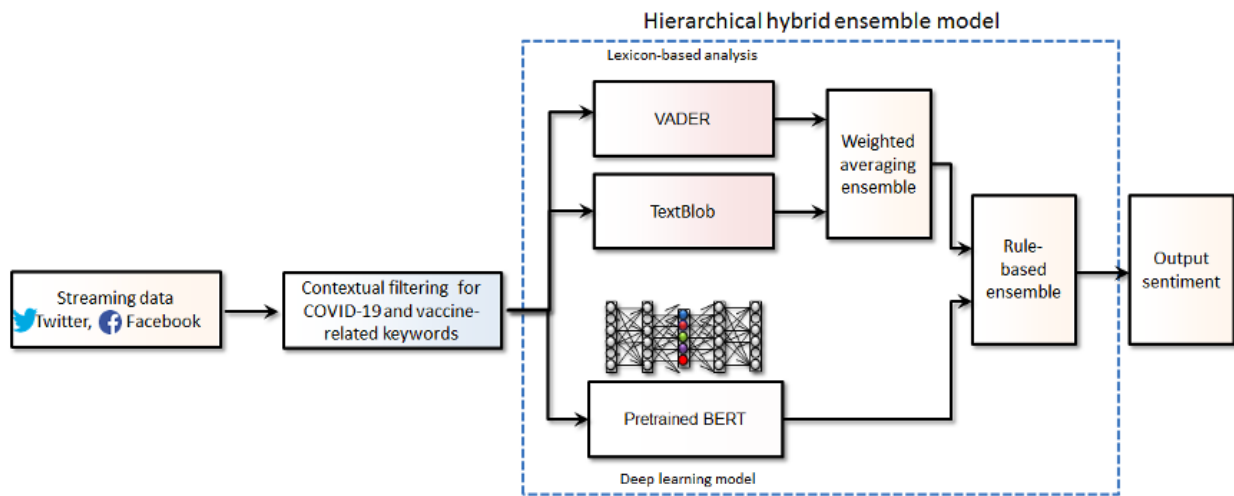 Hierarchical hybrid ensemble model
Lexicon-based analysis
VADER
TextBlob
Weighted
averaging
ensemble
Streaming data
Twitter, Facebook
Contextual filtering for
COVID-19 and vaccine-
related keywords
Pretrained BERT
Deep learning model
Rule-
based
ensemble
Output
sentiment